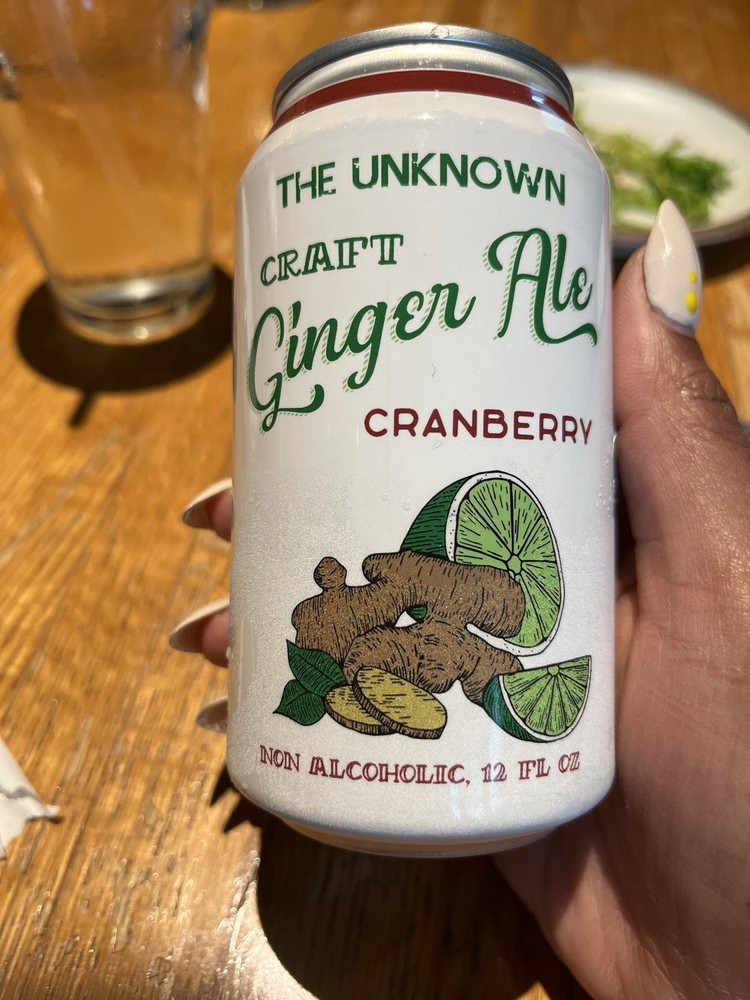 THE UNKNOWN
CRAFT
Ginger Ale
CRANBERRY
NON ALCOHOLIC, 12 FL OZ